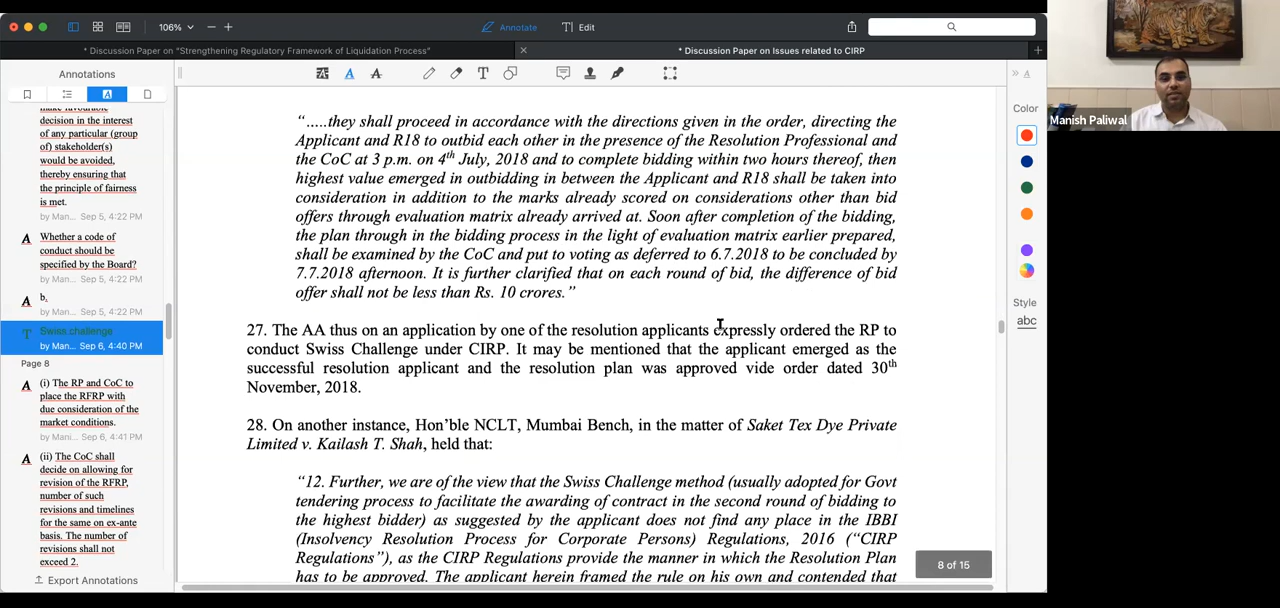 106%
Annotate
Edit
* Discussion Paper on "Strengthening Regulatory Framework of Liquidation Process"
* Discussion Paper on Issues related to CIRP
Annotations
make favourable
decision in the interest
of any particular (group
of) stakeholder(s)
would be avoided,
thereby ensuring that
the principle of fairness
is met.
by Man... Sep 5, 4:22 PM
Whether a code of
conduct should be
specified by the Board?
by Man... Sep 5, 4:22 PM
b.
by Man... Sep 5, 4:22 PM
Swiss challenge
by Man... Sep 6, 4:40 PM
Page 8
(i) The RP and CoC to
place the RFRP with
due consideration of the
market conditions.
by Mani... Sep 6, 4:41 PM
(ii) The CoC shall
decide on allowing for
revision of the RFRP,
number of such
revisions and timelines
for the same on ex-ante
basis. The number of
revisions shall not
exceed 2.
Export Annotations
“.....they shall proceed in accordance with the directions given in the order, directing the
Applicant and R18 to outbid each other in the presence of the Resolution Professional and
the CoC at 3 p.m. on 4th July, 2018 and to complete bidding within two hours thereof, then
highest value emerged in outbidding in between the Applicant and R18 shall be taken into
consideration in addition to the marks already scored on considerations other than bid
offers through evaluation matrix already arrived at. Soon after completion of the bidding,
the plan through in the bidding process in the light of evaluation matrix earlier prepared,
shall be examined by the CoC and put to voting as deferred to 6.7.2018 to be concluded by
7.7.2018 afternoon. It is further clarified that on each round of bid, the difference of bid
offer shall not be less than Rs. 10 crores.”
27. The AA thus on an application by one of the resolution applicants expressly ordered the RP to
conduct Swiss Challenge under CIRP. It may be mentioned that the applicant emerged as the
successful resolution applicant and the resolution plan was approved vide order dated 30th
November, 2018.
28. On another instance, Hon’ble NCLT, Mumbai Bench, in the matter of Saket Tex Dye Private
Limited v. Kailash T. Shah, held that:
“12. Further, we are of the view that the Swiss Challenge method (usually adopted for Govt
tendering process to facilitate the awarding of contract in the second round of bidding to
the highest bidder) as suggested by the applicant does not find any place in the IBBI
(Insolvency Resolution Process for Corporate Persons) Regulations, 2016 (“CIRP
Regulations”), as the CIRP Regulations provide the manner in which the Resolution Plan
has to be approved. The applicant herein framed the rule on his own and contended that
8 of 15
Color
Style
abc
Manish Paliwal